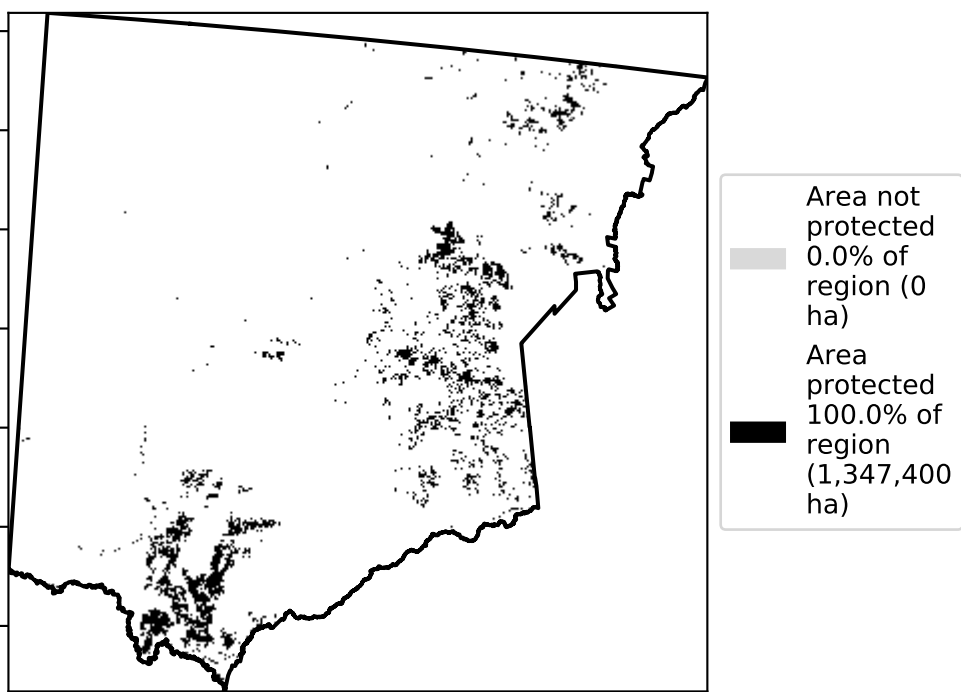 Area not
protected
0.0% of
region (0
ha)
Area
protected
100.0% of
region
(1,347,400
ha)